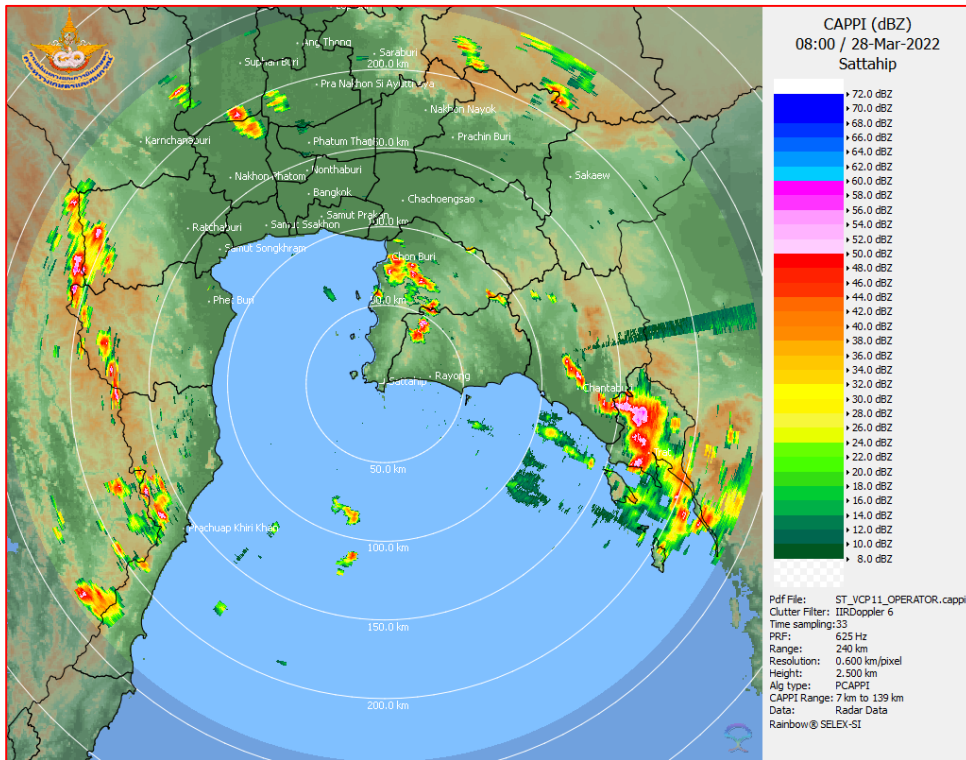 CAPPI (dBZ)
08:00 / 28-Mar-2022
Sattahip
72.0 dBZ
70.0 dBZ
68.0 dBZ
66.0 dBZ
64.0 dBZ
62.0 dBZ
60.0 dBZ
58.0 dBZ
56.0 dBZ
54.0 dBZ
52.0 dBZ
50.0 dBZ
48.0 dBZ
46.0 dBZ
44.0 dBZ
42.0 dBZ
40.0 dBZ
38.0 dBZ
36.0 dBZ
34.0 dBZ
32.0 dBZ
30.0 dBZ
28.0 dBZ
26.0 dBZ
24.0 dBZ
22.0 dBZ
20.0 dBZ
18.0 dBZ
16.0 dBZ
14.0 dBZ
12.0 dBZ
10.0 dBZ
8.0 dBZ
Pdf File: ST_VCP11_OPERATOR.cappi
Clutter Filter: IIRDoppler 6
Time sampling:33
PRF: 625 Hz
Range: 240 km
Resolution: 0.600 km/pixel
Height: 2.500 km
Alg type: PCAPPI
CAPPI Range: 7 km to 139 km
Data: Radar Data
Rainbow® SELEX-SI
Ang Thong
Saraburi
Suphan Buri
200.0 km
Pra Nakhon Si Ayutthaya
Nakhon Nayok
Karnchanaburi
Phatum Thani
Prachin Buri
Nakhon Phatom
Nonthaburi
Sakaew
Bangkok
Chachoengsao
Samut Prakan
Ratchaburi
Samut Ssakhon
Samut Songkhram
Chon Buri
Phet Buri
50.0 km
Sattahip
Rayong
Chantaburi
50.0 km
Prachuap Khiri Khan
100.0 km
150.0 km
200.0 km